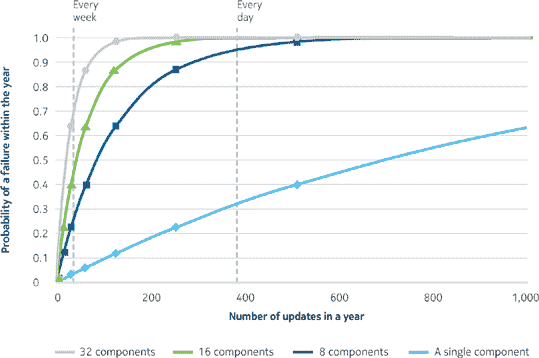 Every
week
Every
day
Probability of a failure within the year
1.0
0.9
0.8
0.7
0.6
0.5
0.4
0.3
0.2
0.1
0
0
200
400
600
800
1,000
Number of updates in a year
32 components
16 components
8 components
A single component